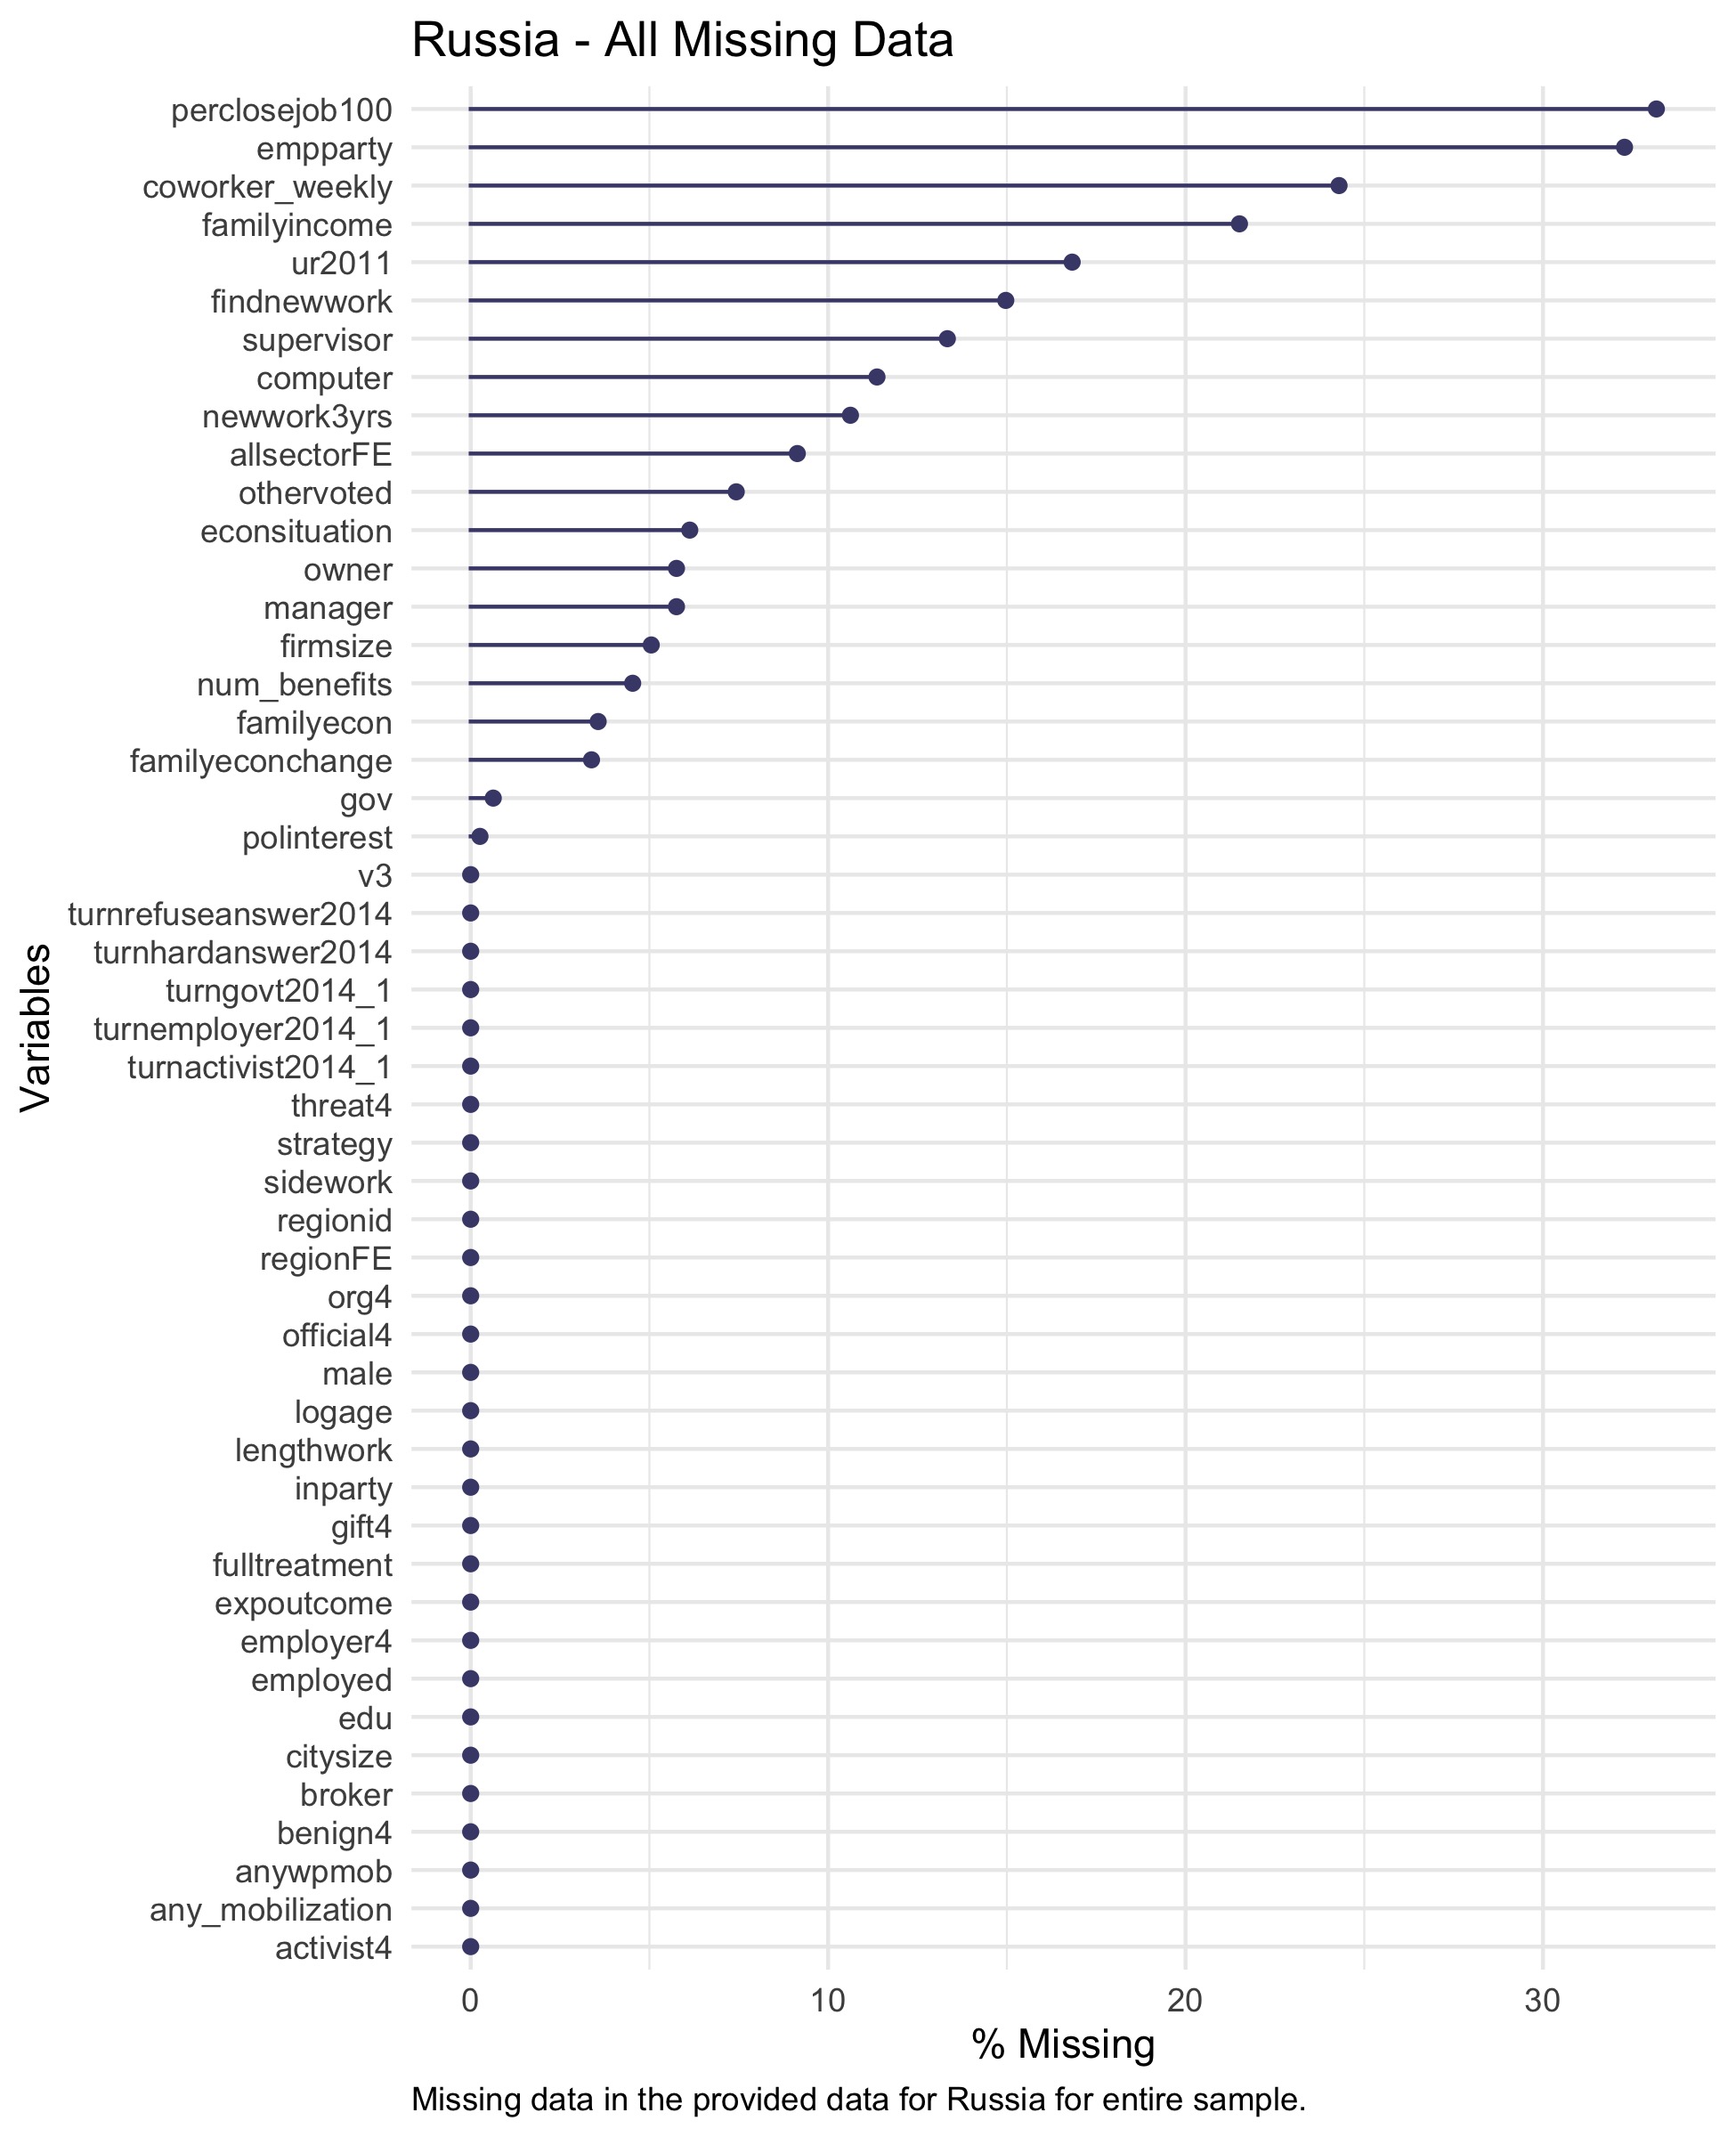 Russia - All Missing Data
perclosejob100
empparty
coworker_weekly
familyincome
ur2011
findnewwork
supervisor
computer
newwork3yrs
allsectorFE
othervoted
econsituation
owner
manager
firmsize
num_benefits
familyecon
familyeconchange
gov
polinterest
v3
turnrefuseanswer2014
turnhardanswer2014
turngovt2014_1
turnemployer2014_1
turnactivist2014_1
threat4
strategy
sidework
regionid
regionFE
org4
official4
male
logage
lengthwork
inparty
gift4
fulltreatment
expoutcome
employer4
employed
edu
citysize
broker
benign4
anywpmob
any_mobilization
activist4
Variables
0 10 20 30
% Missing
Missing data in the provided data for Russia for entire sample.